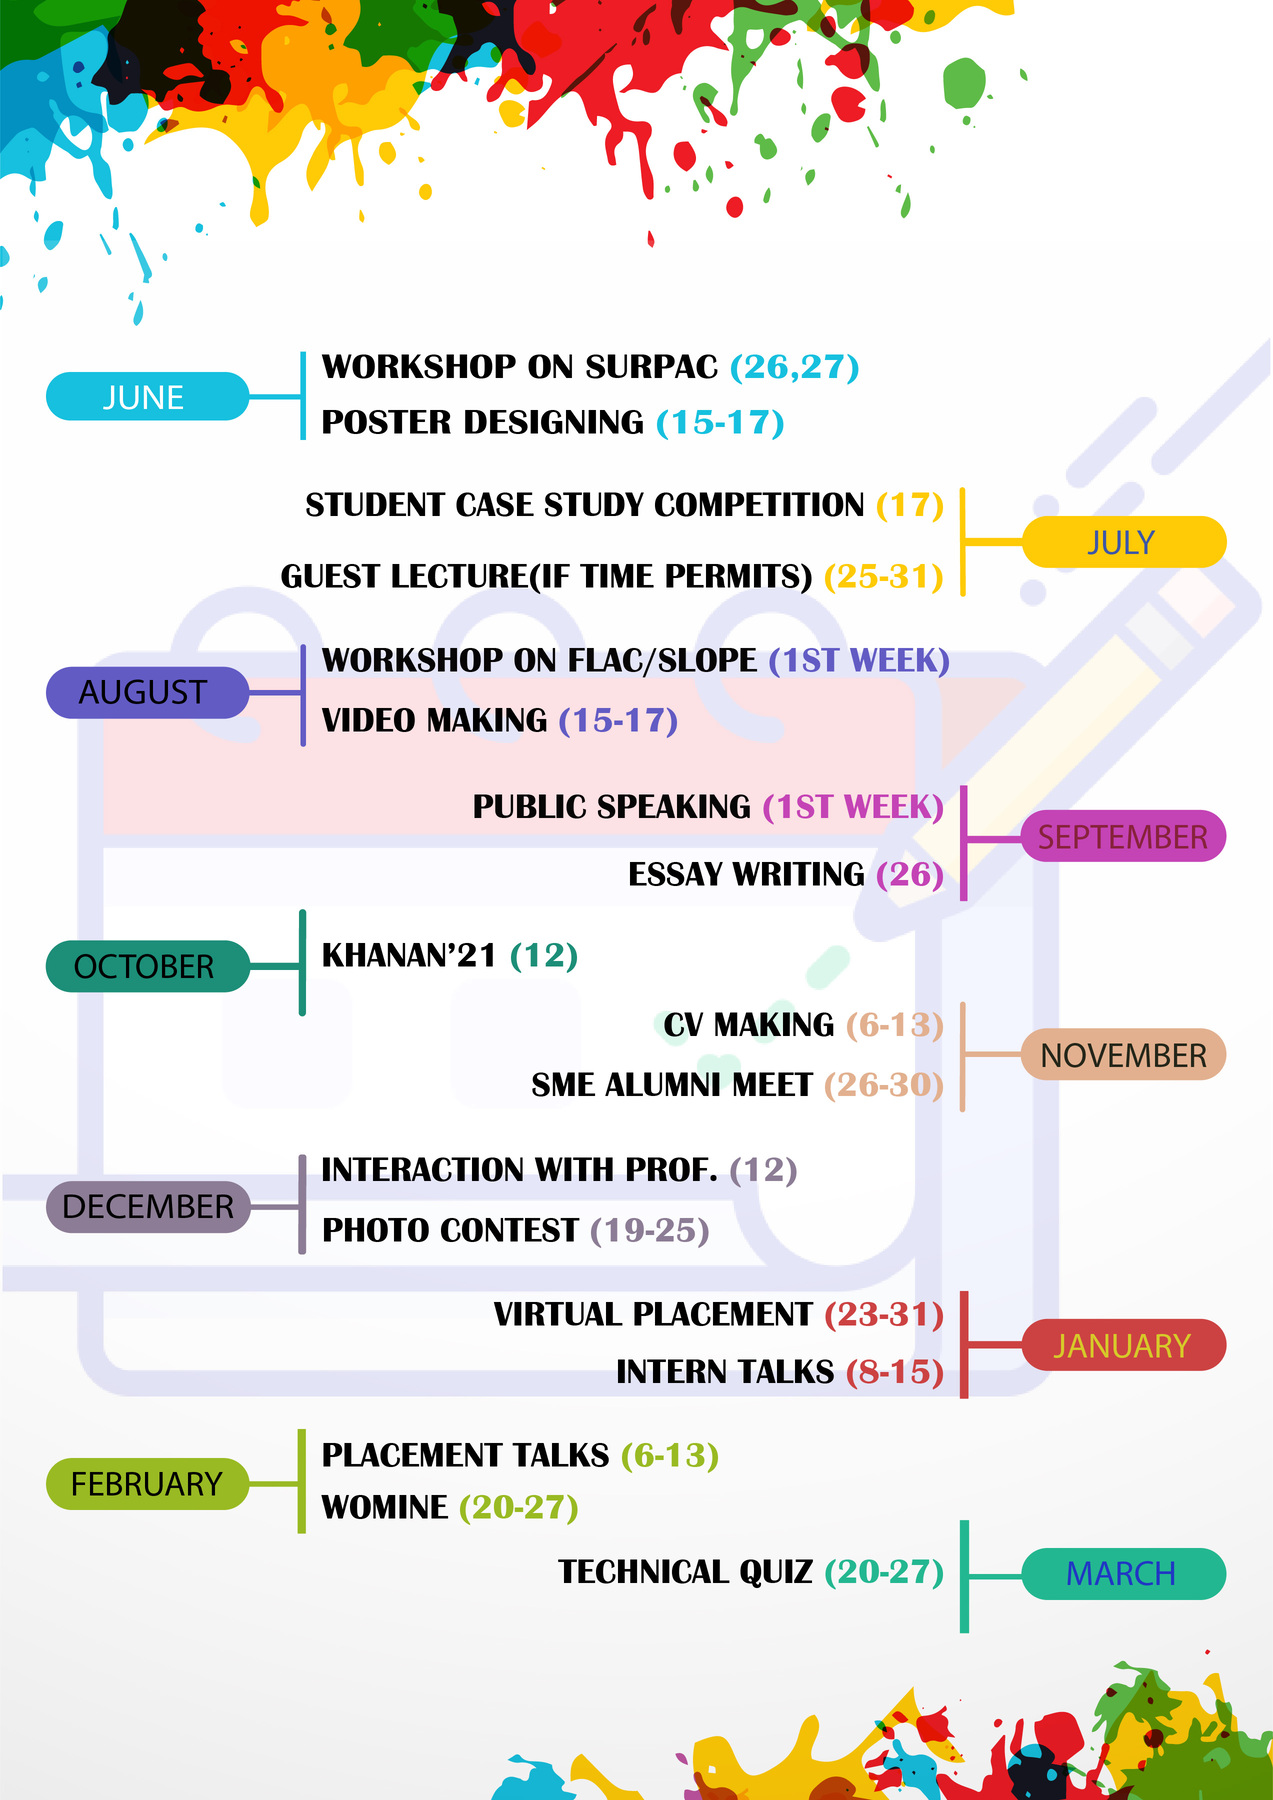 JUNE
WORKSHOP ON SURPAC (26,27)
POSTER DESIGNING (15-17)
STUDENT CASE STUDY COMPETITION (17)
GUEST LECTURE(IF TIME PERMITS) (25-31)
JULY
AUGUST
WORKSHOP ON FLAC/SLOPE (1ST WEEK)
VIDEO MAKING (15-17)
PUBLIC SPEAKING (1ST WEEK)
ESSAY WRITING (26)
SEPTEMBER
OCTOBER
KHANAN’21 (12)
CV MAKING (6-13)
SME ALUMNI MEET (26-30)
NOVEMBER
DECEMBER
INTERACTION WITH PROF. (12)
PHOTO CONTEST (19-25)
VIRTUAL PLACEMENT (23-31)
INTERN TALKS (8-15)
JANUARY
FEBRUARY
PLACEMENT TALKS (6-13)
WOMINE (20-27)
TECHNICAL QUIZ (20-27)
MARCH